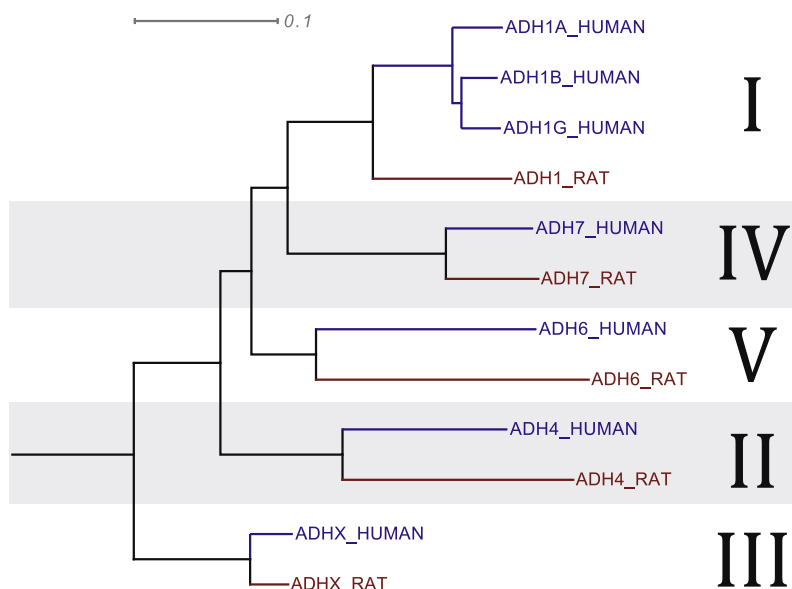 0.1
ADH1A_HUMAN
ADH1B_HUMAN
I
ADH1G_HUMAN
ADH1_RAT
ADH7_HUMAN
IV
ADH7_RAT
ADH6_HUMAN
V
ADH6_RAT
ADH4_HUMAN
II
ADH4_RAT
ADHX_HUMAN
III
ADHX_RAT